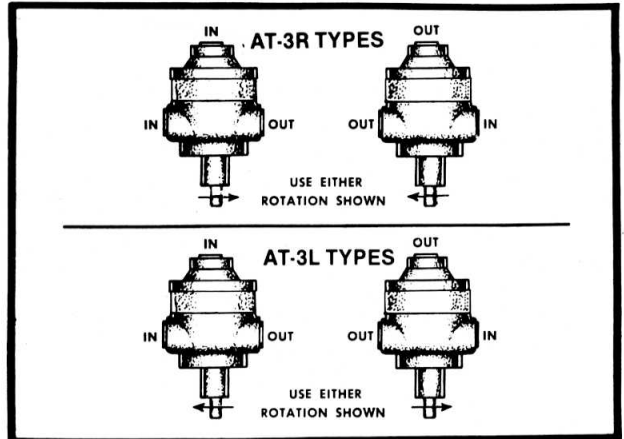 IN AT-3R TYPES OUT
IN OUT OUT IN
USE EITHER
ROTATION SHOWN
IN AT-3L TYPES OUT
IN OUT OUT IN
USE EITHER
ROTATION SHOWN